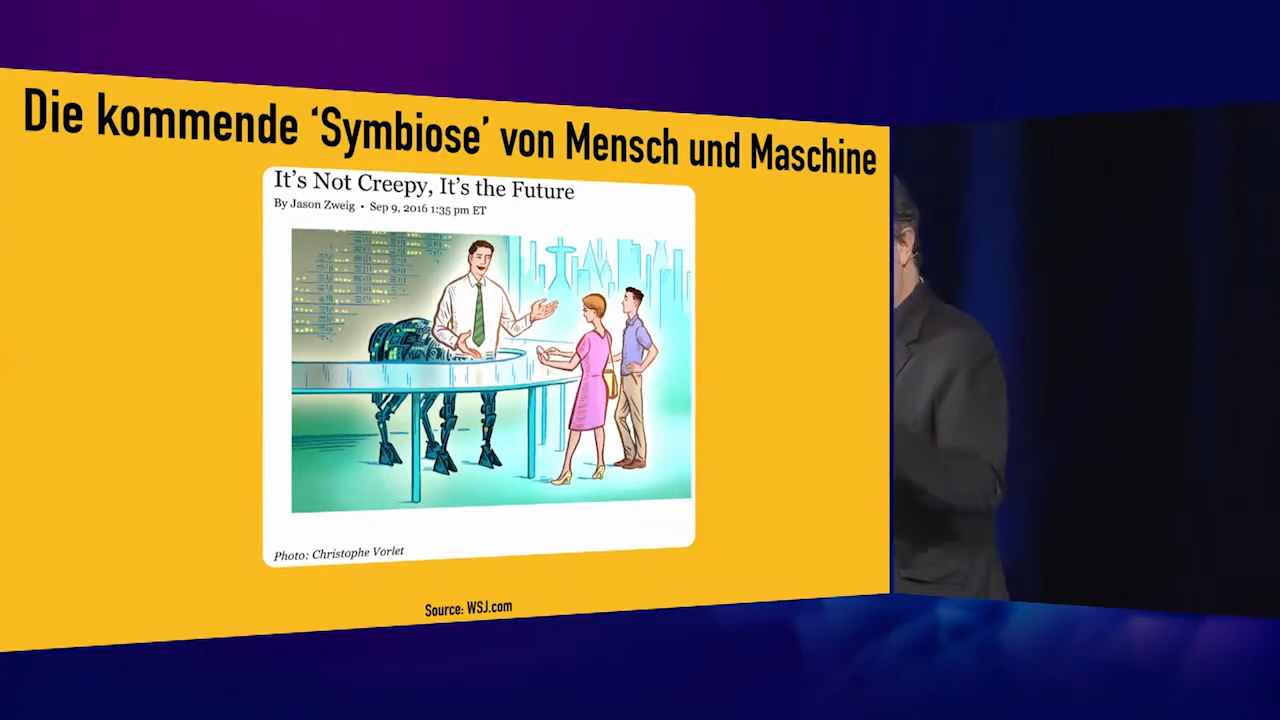 Die kommende ‘Symbiose’ von Mensch und Maschine
It’s Not Creepy, It’s the Future
By Jason Zweig • Sep 9, 2016 1:35 pm ET
Photo: Christophe Vorlet
Source: WSJ.com